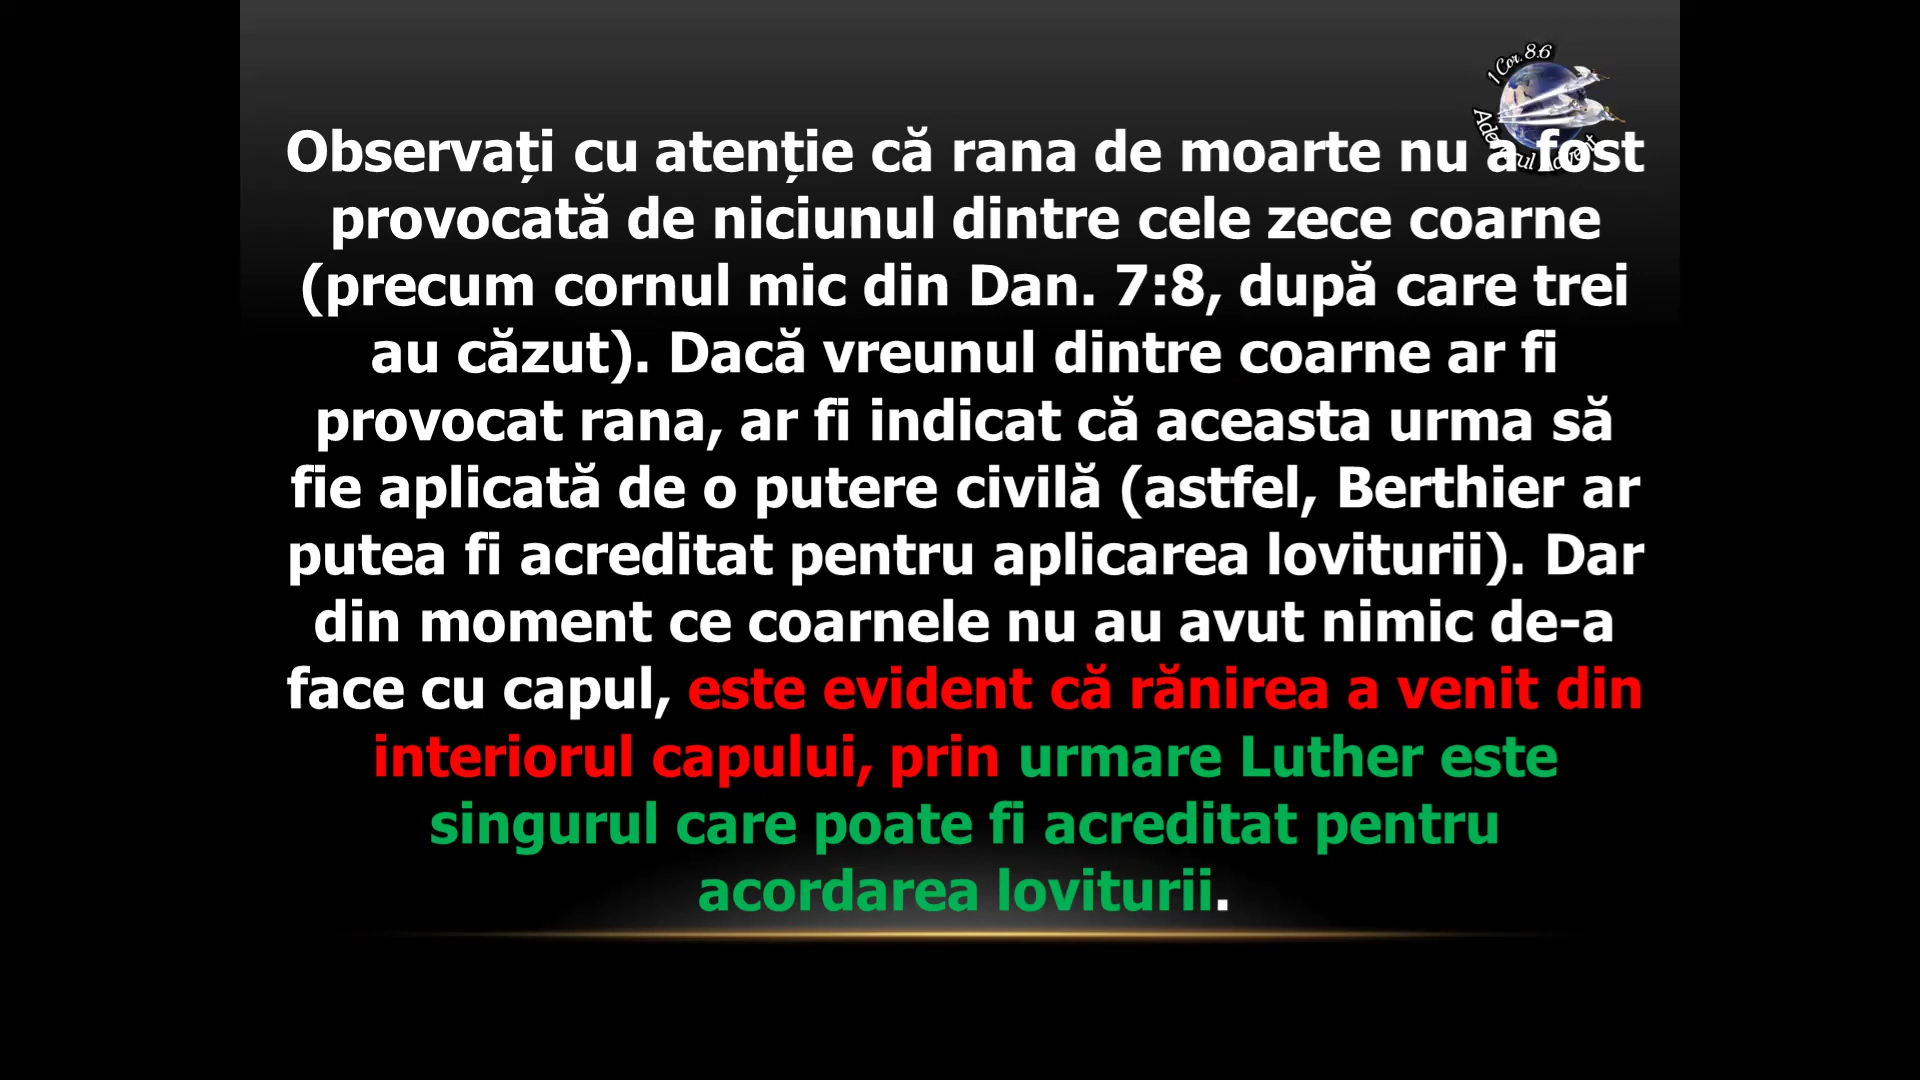 1 Cor. 8:6
Observați cu atenție că rana de moarte nu a fost
provocată de niciunul dintre cele zece coarne
(precum cornul mic din Dan. 7:8, după care trei
au căzut). Dacă vreunul dintre coarne ar fi
provocat rana, ar fi indicat că aceasta urma să
fie aplicată de o putere civilă (astfel, Berthier ar
putea fi acreditat pentru aplicarea loviturii). Dar
din moment ce coarnele nu au avut nimic de-a
face cu capul, este evident că rănirea a venit din
interiorul capului, prin urmare Luther este
singurul care poate fi acreditat pentru
acordarea loviturii.